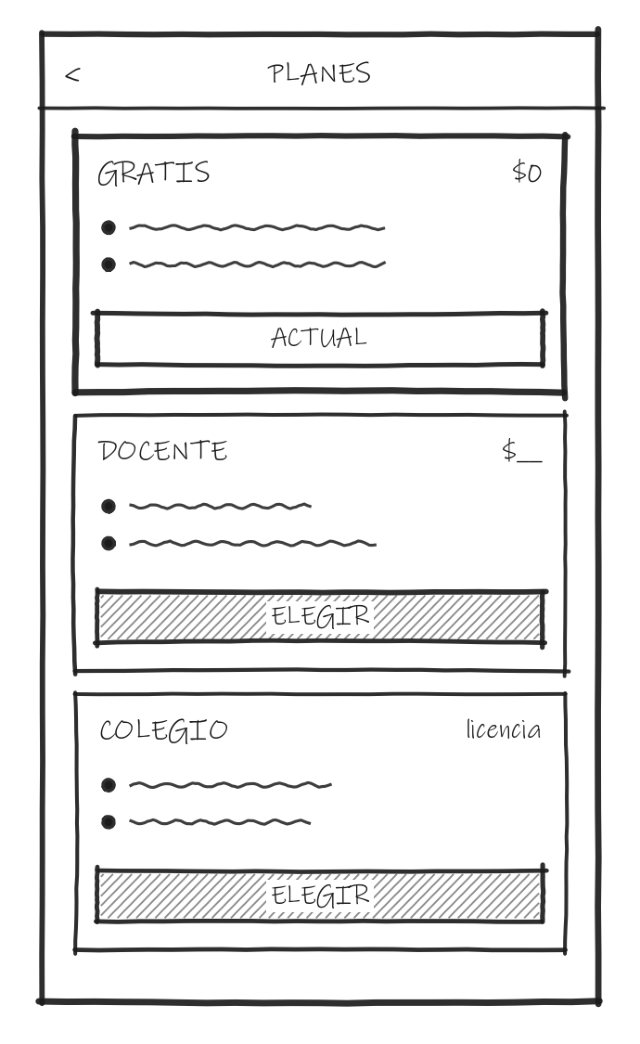 < PLANES
GRATIS $0
ACTUAL
DOCENTE $__
ELEGIR
COLEGIO licencia
ELEGIR